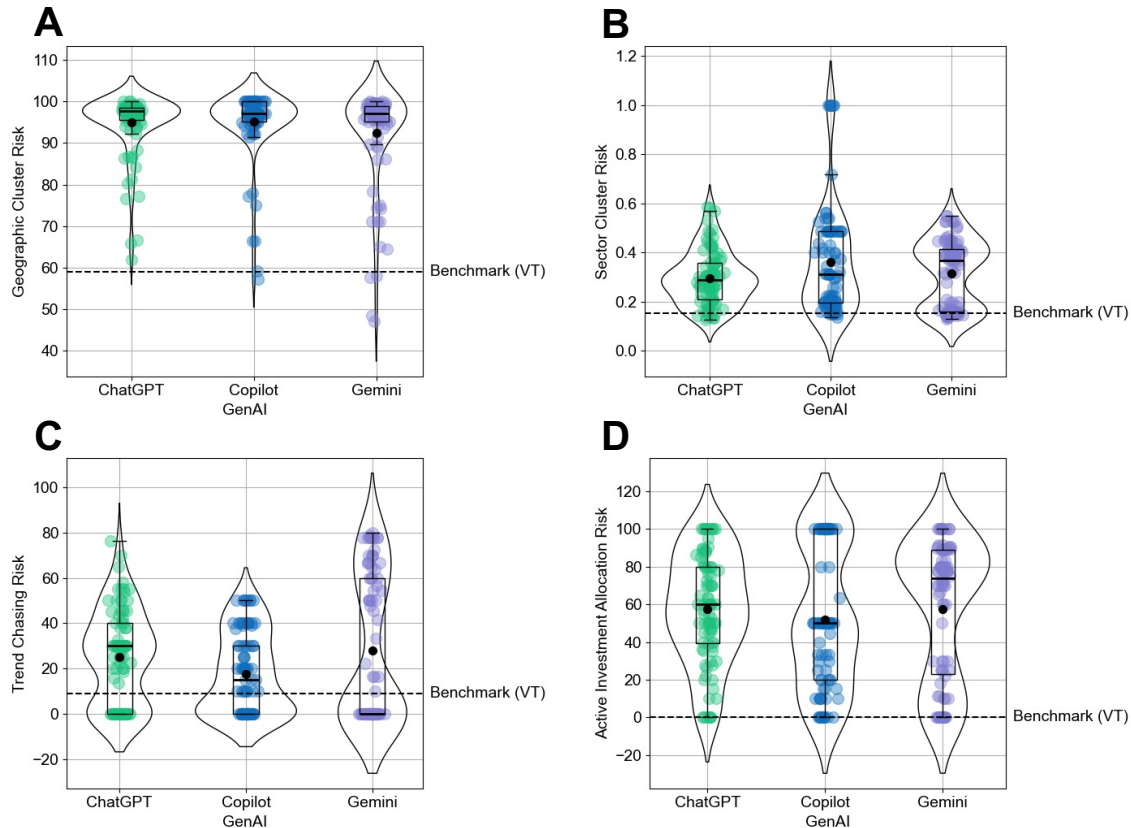 A
Geographic Cluster Risk
110
100
90
80
70
60
50
40
Benchmark (VT)
ChatGPT Copilot Gemini
GenAI
B
Sector Cluster Risk
1.2
1.0
0.8
0.6
0.4
0.2
0.0
Benchmark (VT)
ChatGPT Copilot Gemini
GenAI
C
Trend Chasing Risk
100
80
60
40
20
0
−20
Benchmark (VT)
ChatGPT Copilot Gemini
GenAI
D
Active Investment Allocation Risk
120
100
80
60
40
20
0
−20
Benchmark (VT)
ChatGPT Copilot Gemini
GenAI